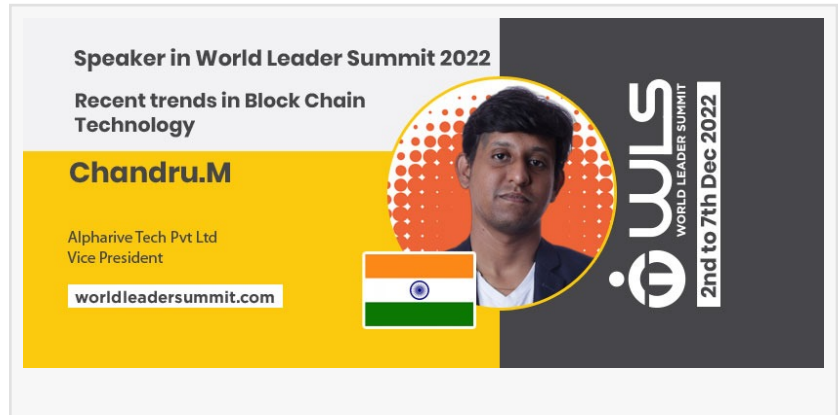 Speaker in World Leader Summit 2022
Recent trends in Block Chain
Technology
Chandru.M
Alpharive Tech Pvt Ltd
Vice President
worldleadersummit.com
WLS
WORLD LEADER SUMMIT
2nd to 7th Dec 2022